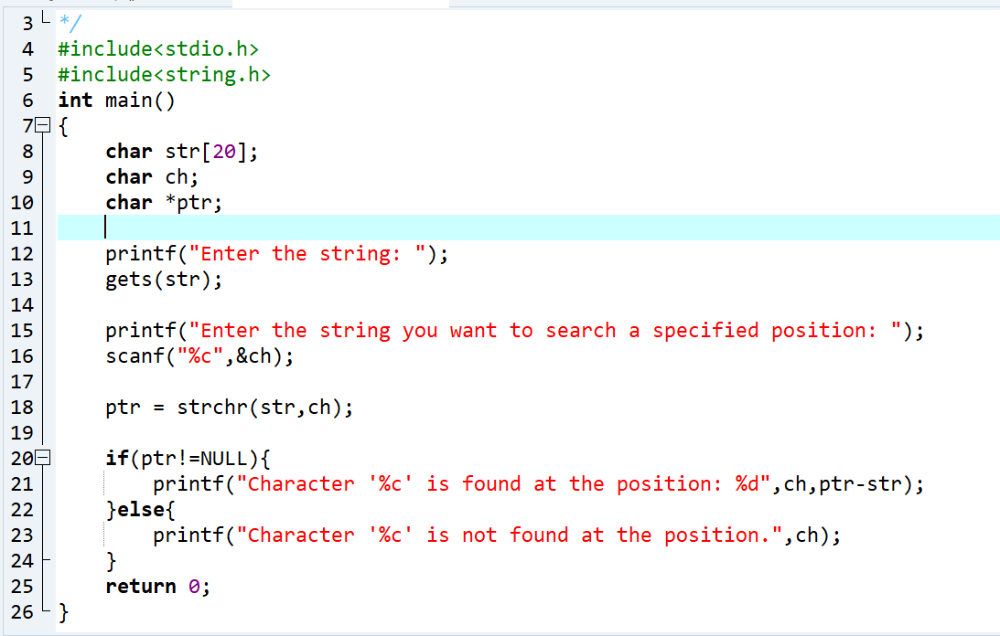 3 */
4 #include<stdio.h>
5 #include<string.h>
6 int main()
7 {
8 char str[20];
9 char ch;
10 char *ptr;
11
12 printf("Enter the string: ");
13 gets(str);
14
15 printf("Enter the string you want to search a specified position: ");
16 scanf("%c",&ch);
17
18 ptr = strchr(str,ch);
19
20 if(ptr!=NULL){
21 printf("Character '%c' is found at the position: %d",ch,ptr-str);
22 }else{
23 printf("Character '%c' is not found at the position.",ch);
24 }
25 return 0;
26 }